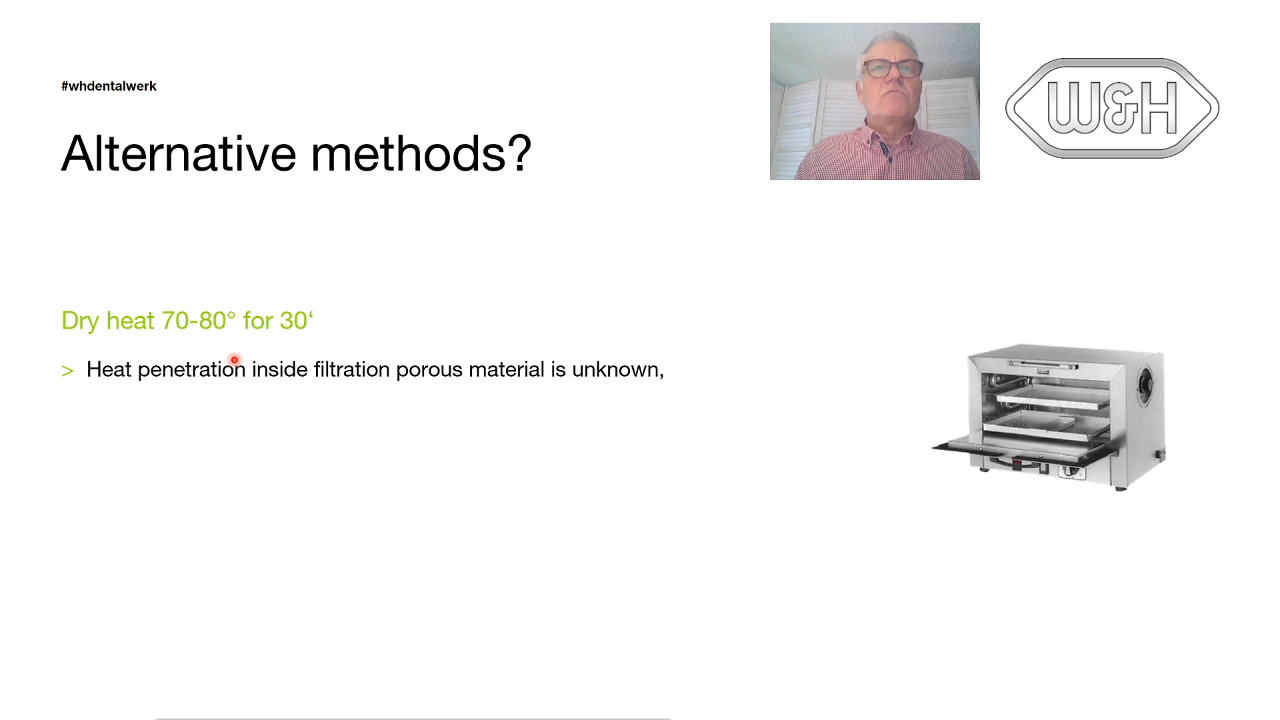 #whdentalwerk
W&H
Alternative methods?
Dry heat 70-80° for 30‘
> Heat penetration inside filtration porous material is unknown,